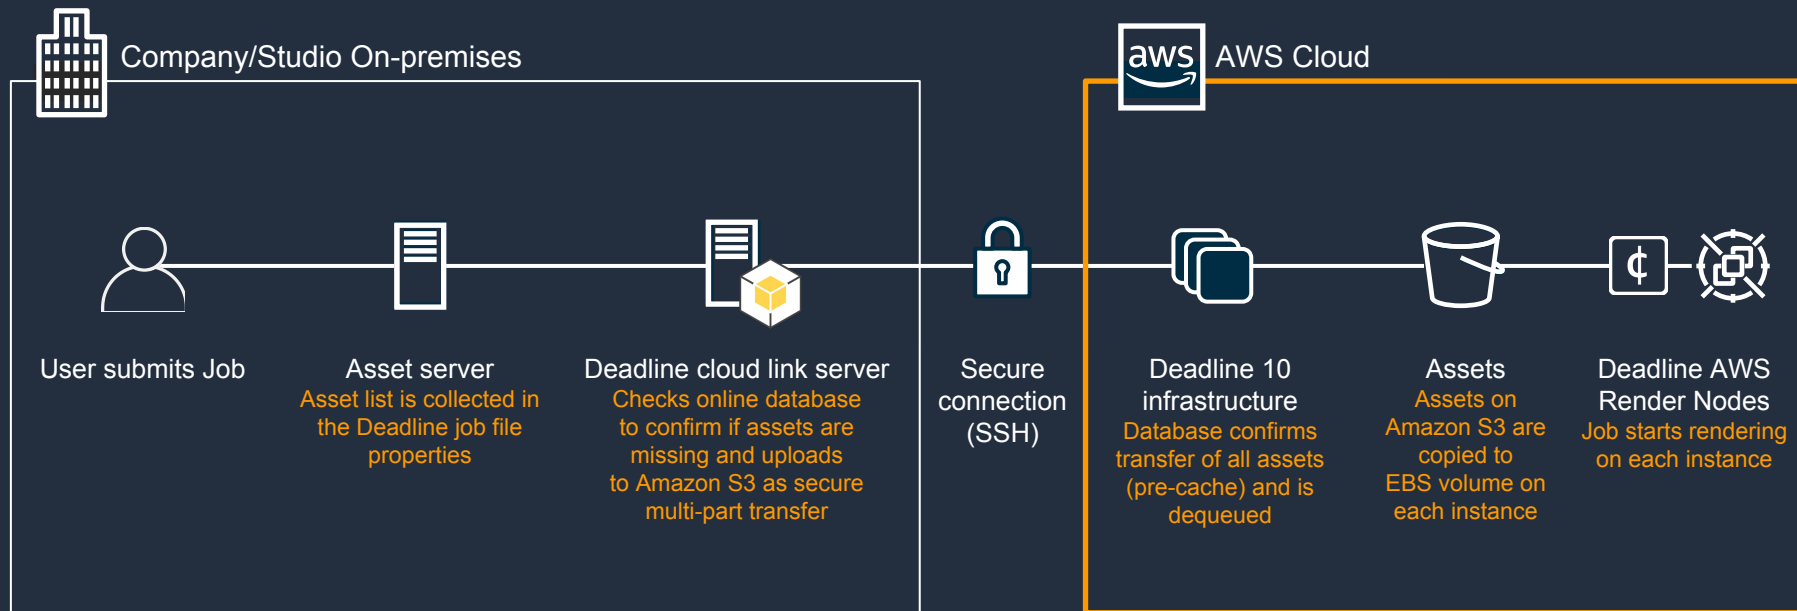 Company/Studio On-premises
aws
AWS Cloud
¢
User submits Job
Asset server
Asset list is collected in
the Deadline job file
properties
Deadline cloud link server
Checks online database
to confirm if assets are
missing and uploads
to Amazon S3 as secure
multi-part transfer
Secure
connection
(SSH)
Deadline 10
infrastructure
Database confirms
transfer of all assets
(pre-cache) and is
dequeued
Assets
Assets on
Amazon S3 are
copied to
EBS volume on
each instance
Deadline AWS
Render Nodes
Job starts rendering
on each instance